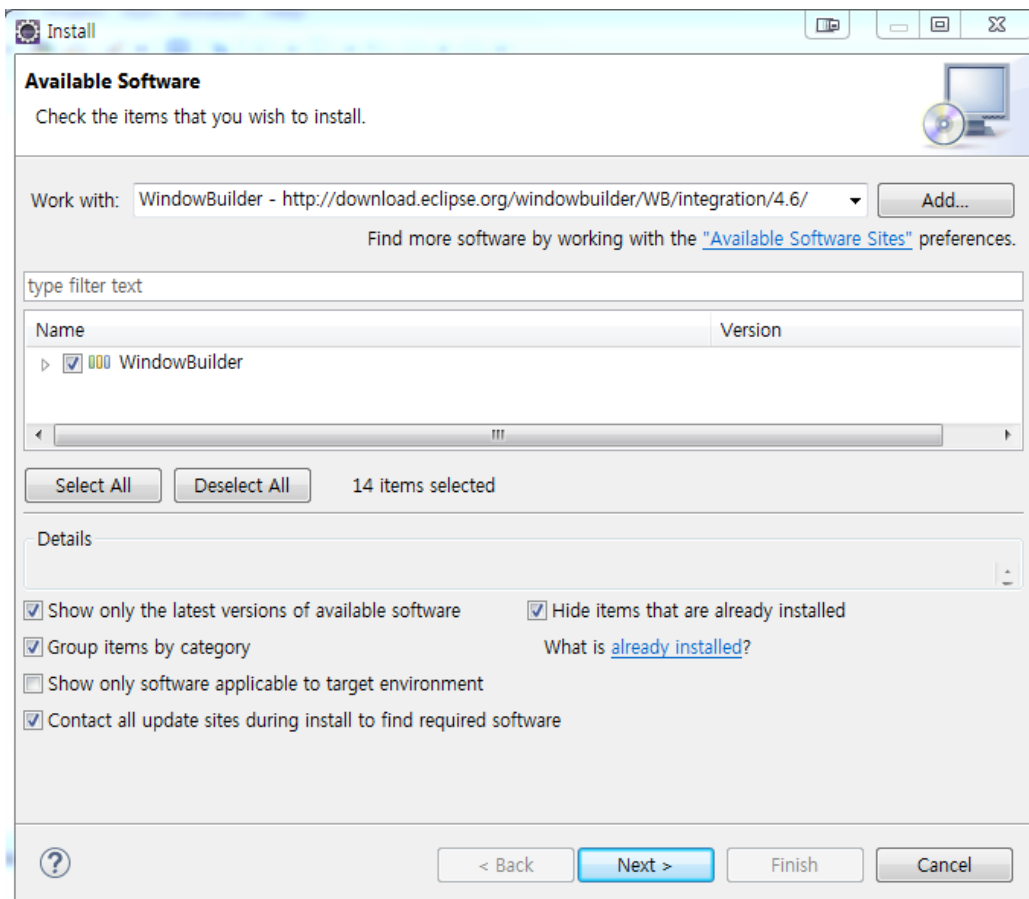 Install
Available Software
Check the items that you wish to install.
Work with: WindowBuilder - http://download.eclipse.org/windowbuilder/WB/integration/4.6/ Add...
Find more software by working with the "Available Software Sites" preferences.
type filter text
Name Version
WindowBuilder
Select All Deselect All 14 items selected
Details
Show only the latest versions of available software Hide items that are already installed
Group items by category What is already installed?
Show only software applicable to target environment
Contact all update sites during install to find required software
< Back Next > Finish Cancel